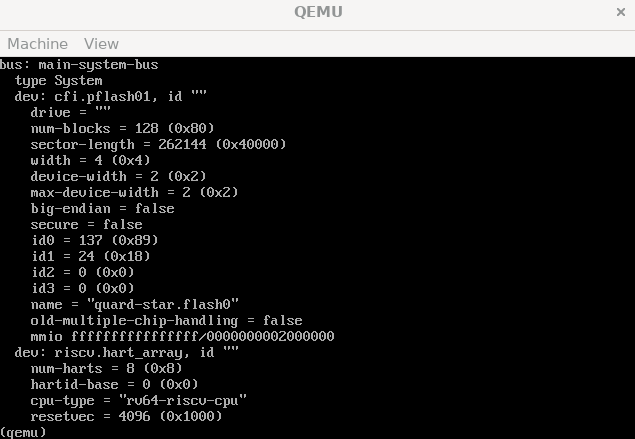 QEMU
×
Machine View
bus: main-system-bus
type System
dev: cfi.pflash01, id ""
drive = ""
num-blocks = 128 (0x80)
sector-length = 262144 (0x40000)
width = 4 (0x4)
device-width = 2 (0x2)
max-device-width = 2 (0x2)
big-endian = false
secure = false
id0 = 137 (0x89)
id1 = 24 (0x18)
id2 = 0 (0x0)
id3 = 0 (0x0)
name = "quard-star.flash0"
old-multiple-chip-handling = false
mmio ffffffffffffffff/0000000002000000
dev: riscv.hart_array, id ""
num-harts = 8 (0x8)
hartid-base = 0 (0x0)
cpu-type = "rv64-riscv-cpu"
resetvec = 4096 (0x1000)
(qemu)